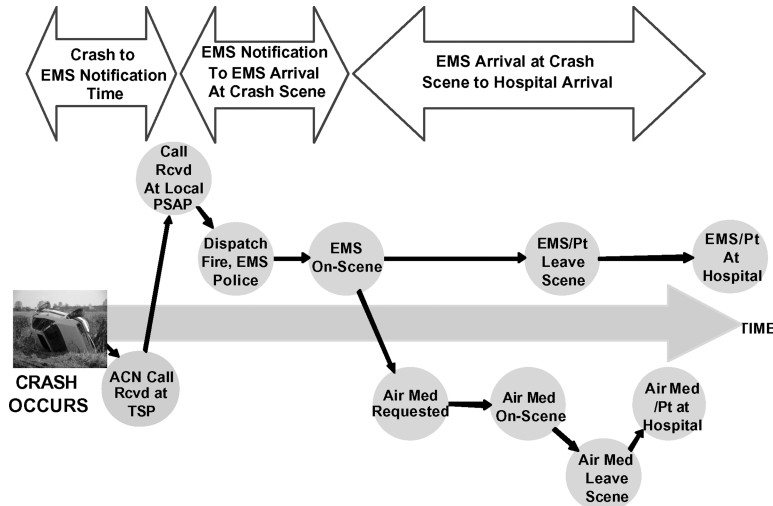 Crash to
EMS Notification
Time
EMS Notification
To EMS Arrival
At Crash Scene
EMS Arrival at Crash
Scene to Hospital Arrival
Call
Rcvd
At Local
PSAP
Dispatch
Fire, EMS
Police
EMS
On-Scene
EMS/Pt
Leave
Scene
EMS/Pt
At
Hospital
TIME
CRASH
OCCURS
ACN Call
Rcvd at
TSP
Air Med
Requested
Air Med
On-Scene
Air Med
Leave
Scene
Air Med
/Pt at
Hospital